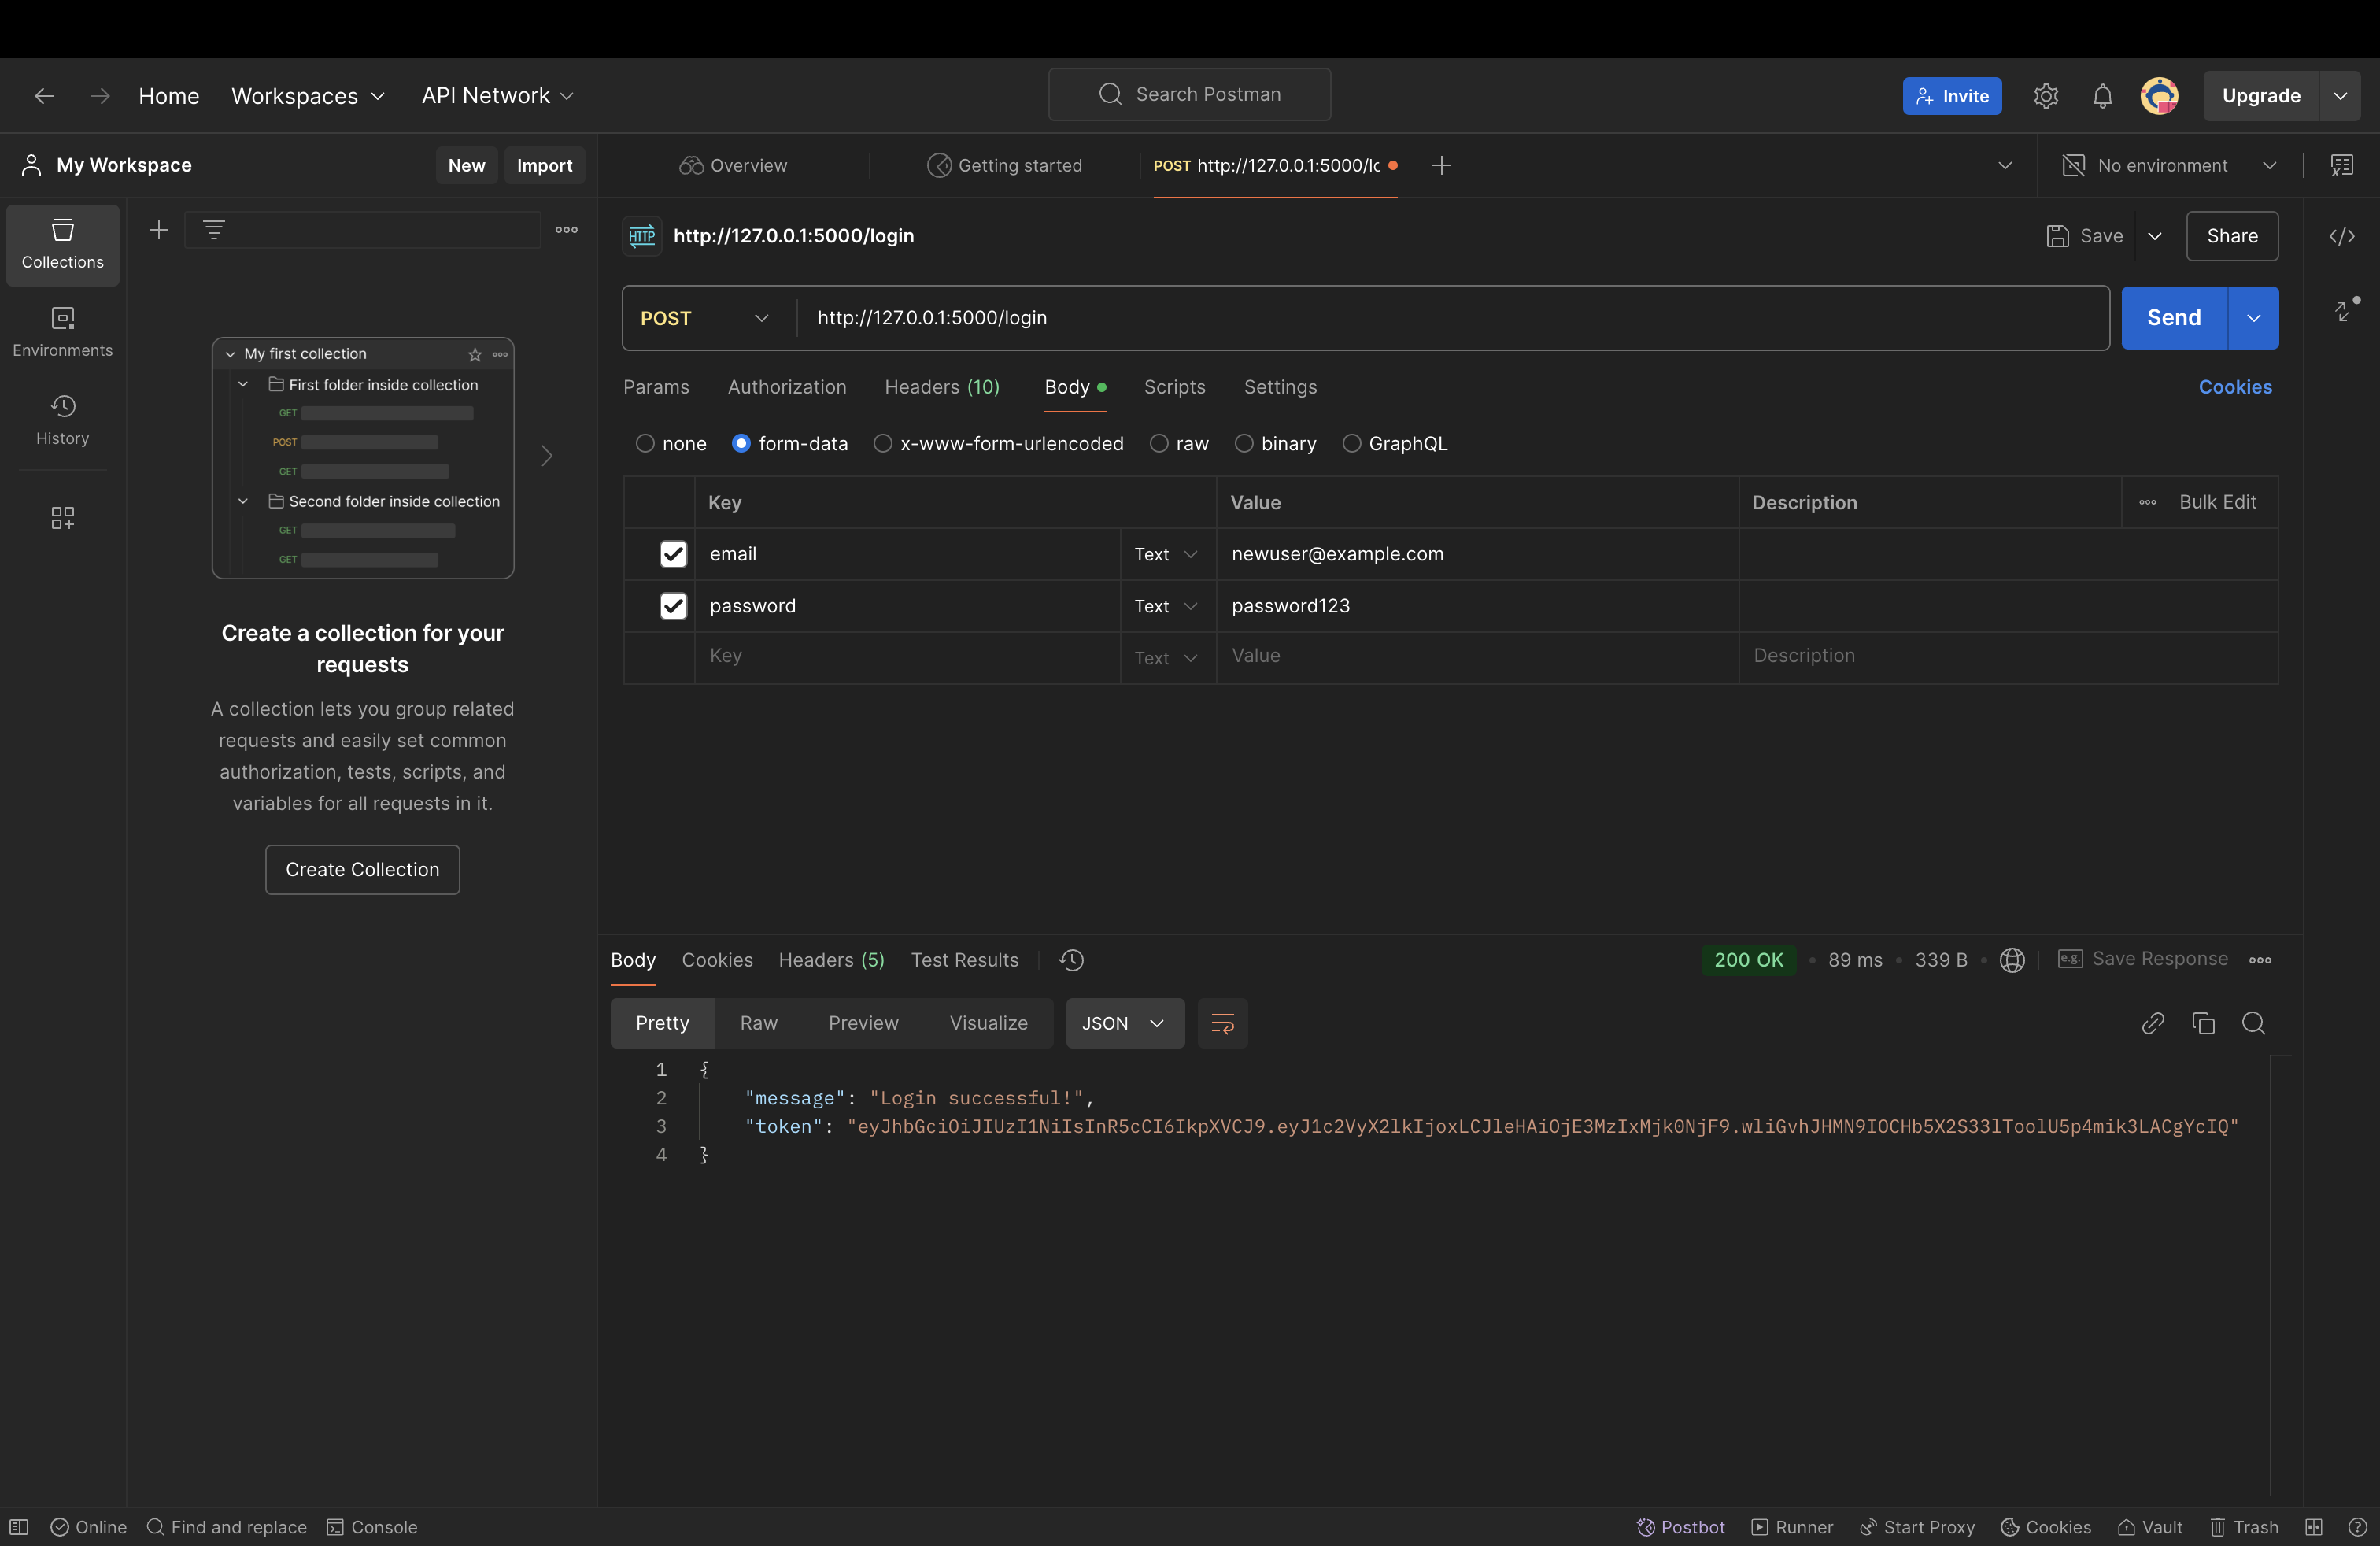 Home Workspaces API Network Search Postman Invite Upgrade
My Workspace New Import Overview Getting started POST http://127.0.0.1:5000/lc No environment
Collections
Environments
History
My first collection
First folder inside collection
GET
POST
GET
Second folder inside collection
GET
GET
Create a collection for your
requests
A collection lets you group related
requests and easily set common
authorization, tests, scripts, and
variables for all requests in it.
Create Collection
HTTP http://127.0.0.1:5000/login Save Share
POST http://127.0.0.1:5000/login Send
Params Authorization Headers (10) Body Scripts Settings Cookies
none form-data x-www-form-urlencoded raw binary GraphQL
Key Value Description Bulk Edit
email Text newuser@example.com
password Text password123
Key Text Value Description
Body Cookies Headers (5) Test Results 200 OK 89 ms 339 B e.g. Save Response
Pretty Raw Preview Visualize JSON
1 {
2 "message": "Login successful!",
3 "token": "eyJhbGciOiJIUzI1NiIsInR5cCI6IkpXVCJ9.eyJ1c2VyX2lkIjoxLCJleHAiOjE3MzIxMjk0NjF9.wliGvhJHMN9IOCHb5X2S33lToolU5p4mik3LACgYcIQ"
4 }
Online Find and replace Console Postbot Runner Start Proxy Cookies Vault Trash